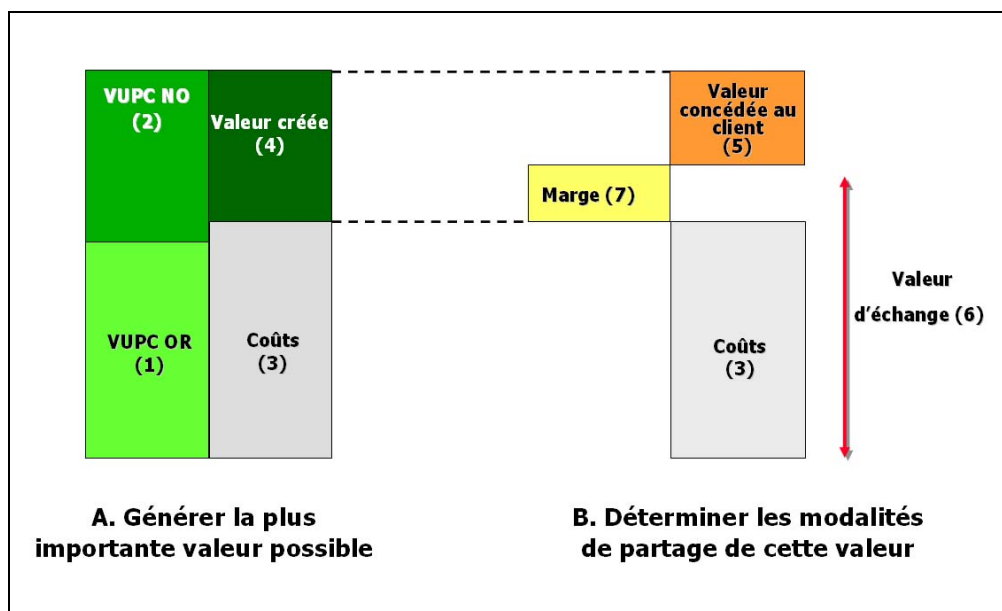 VUPC NO
(2)
Valeur créée
(4)
VUPC OR
(1)
Coûts
(3)
Valeur
concédée au
client
(5)
Marge (7)
Coûts
(3)
Valeur
d'échange (6)
A. Générer la plus
importante valeur possible
B. Déterminer les modalités
de partage de cette valeur